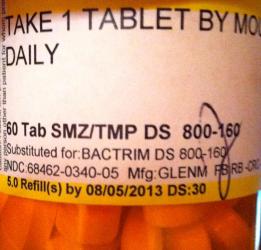 TAKE 1 TABLET BY MOU
DAILY
60 Tab SMZ/TMP DS 800-160
Substituted for:BACTRIM DS 800-160
NDC:68462-0340-05 Mfg:GLENM
5.0 Refill(s) by 08/05/2013 DS:30